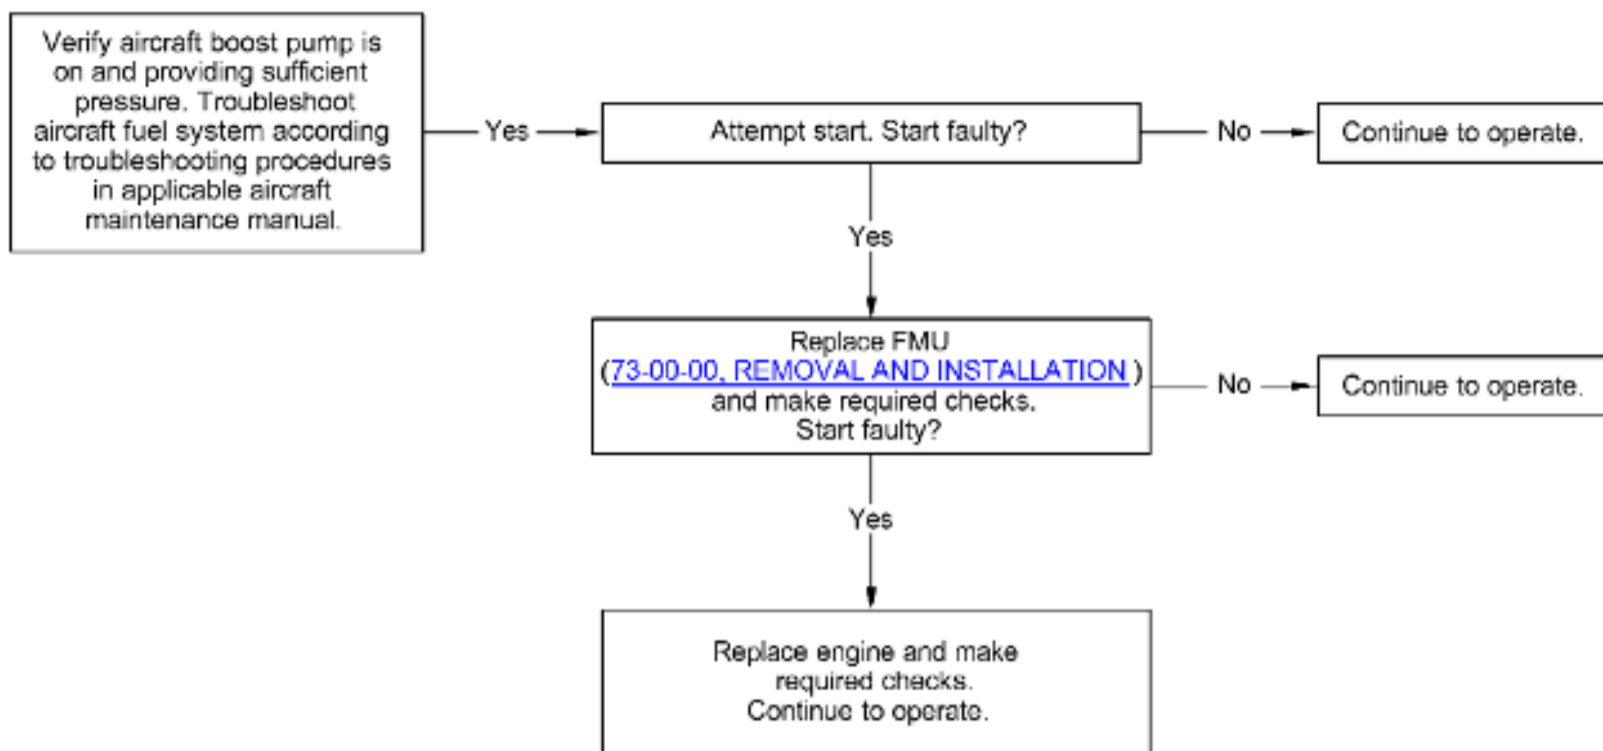 Verify aircraft boost pump is
on and providing sufficient
pressure. Troubleshoot
aircraft fuel system according
to troubleshooting procedures
in applicable aircraft
maintenance manual.
Yes
Attempt start. Start faulty?
No
Continue to operate.
Yes
Replace FMU
(73-00-00, REMOVAL AND INSTALLATION )
and make required checks.
Start faulty?
No
Continue to operate.
Yes
Replace engine and make
required checks.
Continue to operate.